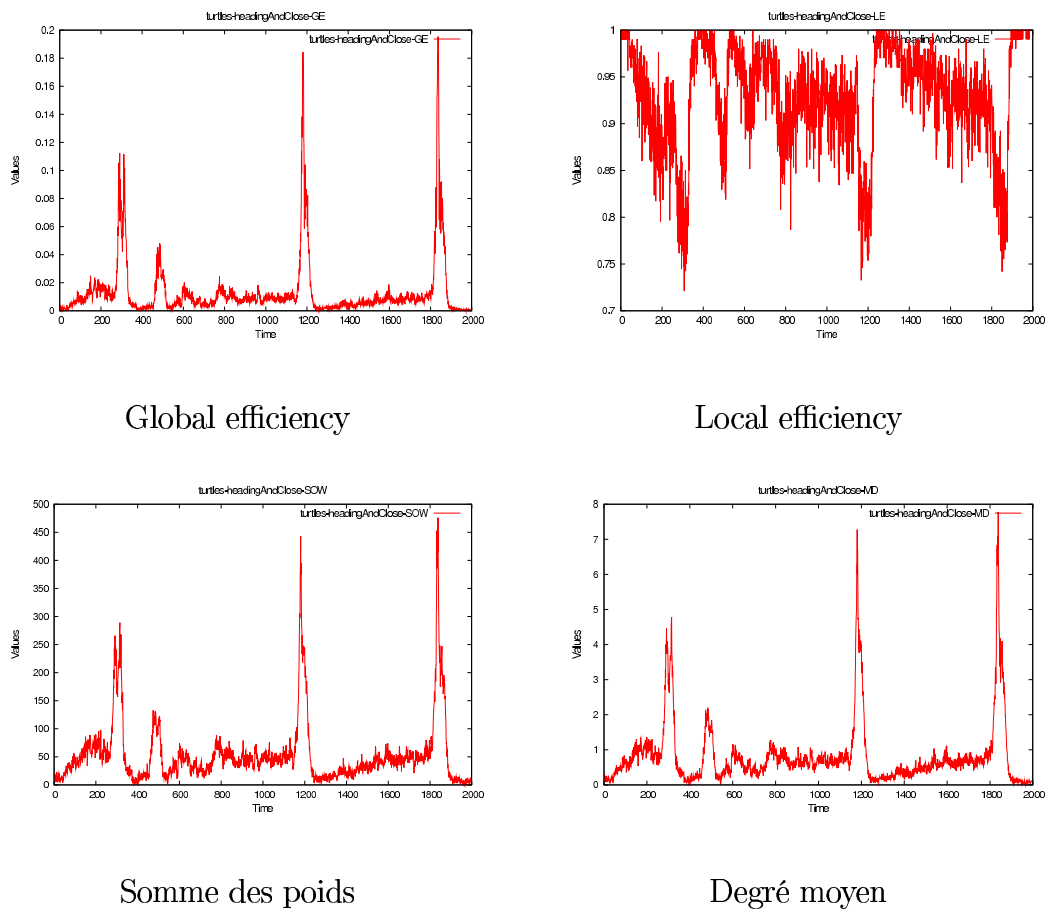 turtles-headingAndClose-GE
turtles-headingAndClose-GE
0.2
0.18
0.16
0.14
0.12
0.1
0.08
0.06
0.04
0.02
0
Values
0 200 400 600 800 1000 1200 1400 1600 1800 2000
Time
Global efficiency
turtles-headingAndClose-LE
turtles-headingAndClose-LE
1
0.95
0.9
0.85
0.8
0.75
0.7
Values
0 200 400 600 800 1000 1200 1400 1600 1800 2000
Time
Local efficiency
turtles-headingAndClose-SOW
turtles-headingAndClose-SOW
500
450
400
350
300
250
200
150
100
50
0
Values
0 200 400 600 800 1000 1200 1400 1600 1800 2000
Time
Somme des poids
turtles-headingAndClose-MD
turtles-headingAndClose-MD
8
7
6
5
4
3
2
1
0
Values
0 200 400 600 800 1000 1200 1400 1600 1800 2000
Time
Degré moyen